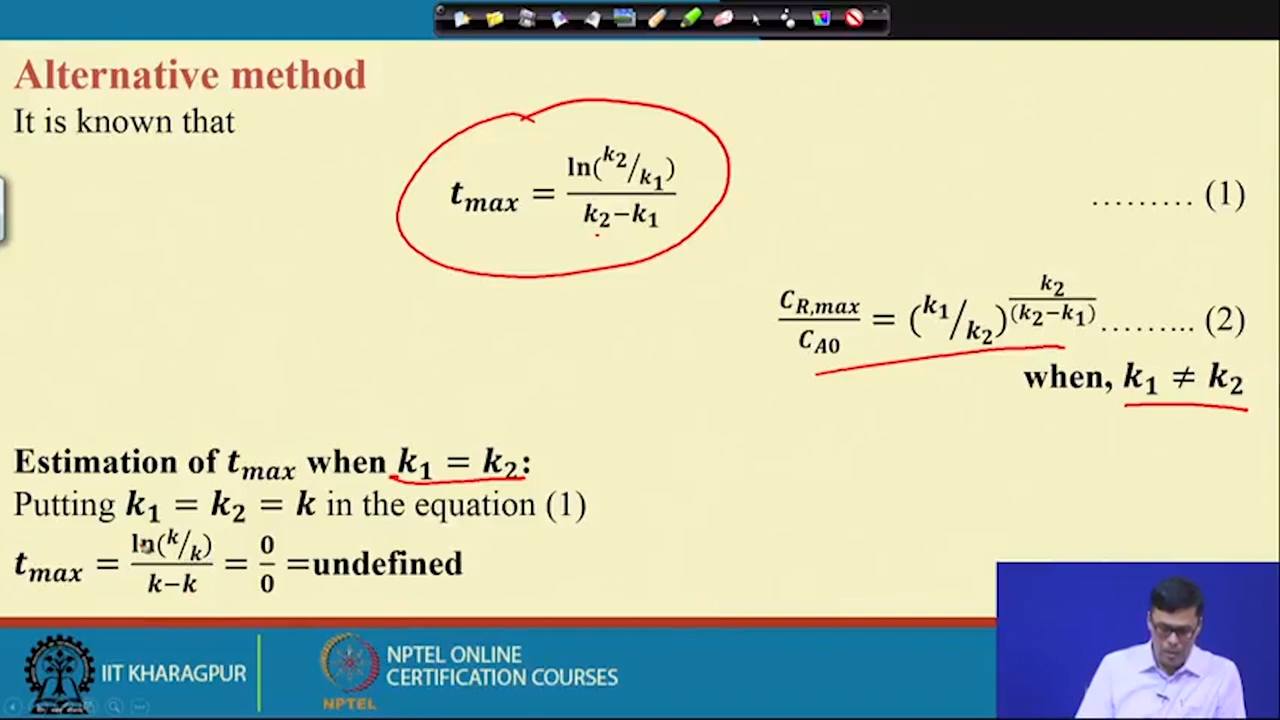 Alternative method
It is known that
t_max = ln(k₂/k₁) / (k₂−k₁) ……… (1)
C_R,max / C_A0 = (k₁/k₂)^(k₂/(k₂−k₁)) ……... (2)
when, k₁ ≠ k₂
Estimation of t_max when k₁ = k₂:
Putting k₁ = k₂ = k in the equation (1)
t_max = ln(k/k) / (k−k) = 0/0 =undefined
IIT KHARAGPUR
NPTEL
NPTEL ONLINE
CERTIFICATION COURSES